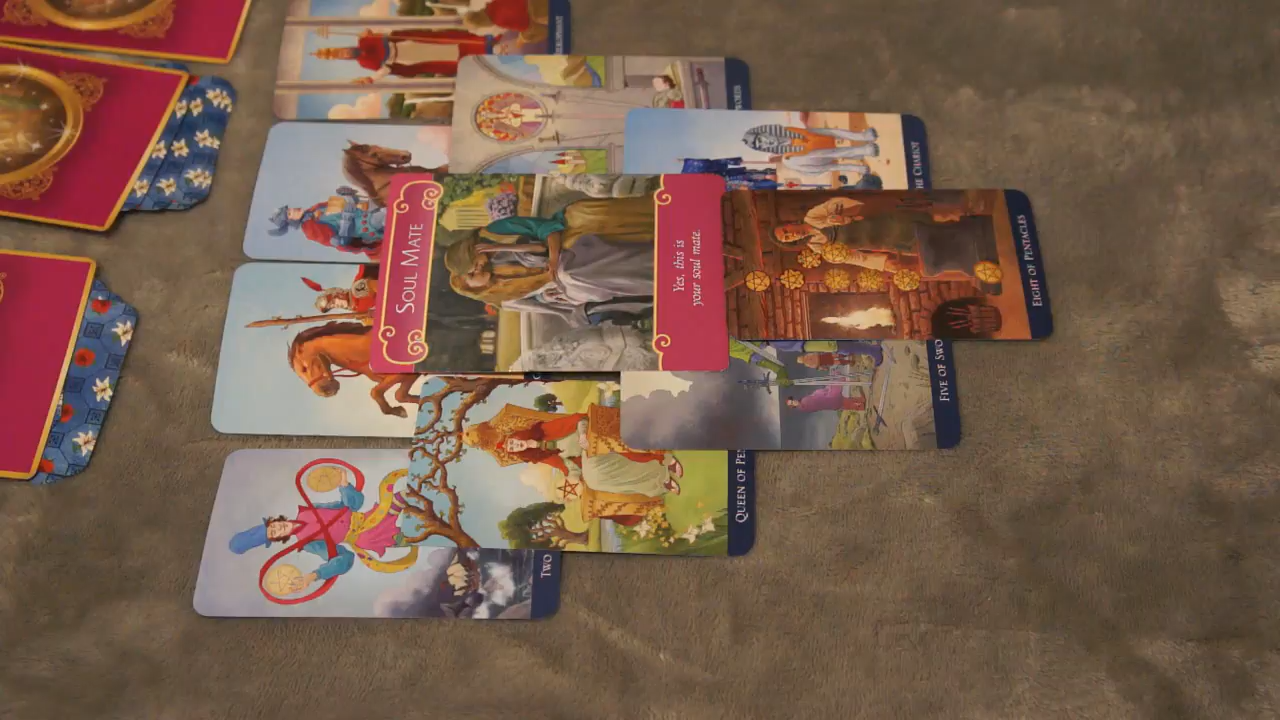 SOUL MATE
Yes, this is
your soul mate.
THE CHARIOT
EIGHT OF PENTACLES
FIVE OF SWO
QUEEN OF PE
TWO